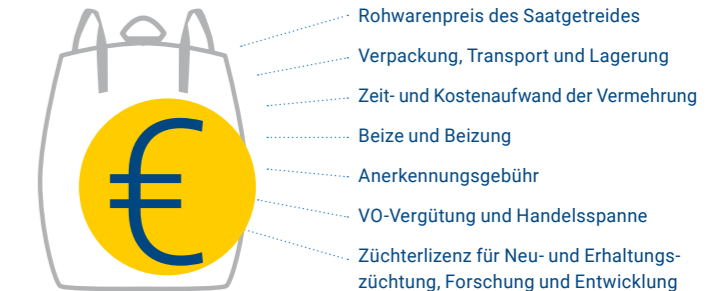 Rohwarenpreis des Saatgetreides
Verpackung, Transport und Lagerung
Zeit- und Kostenaufwand der Vermehrung
Beize und Beizung
Anerkennungsgebühr
€
VO-Vergütung und Handelsspanne
Züchterlizenz für Neu- und Erhaltungs-
züchtung, Forschung und Entwicklung